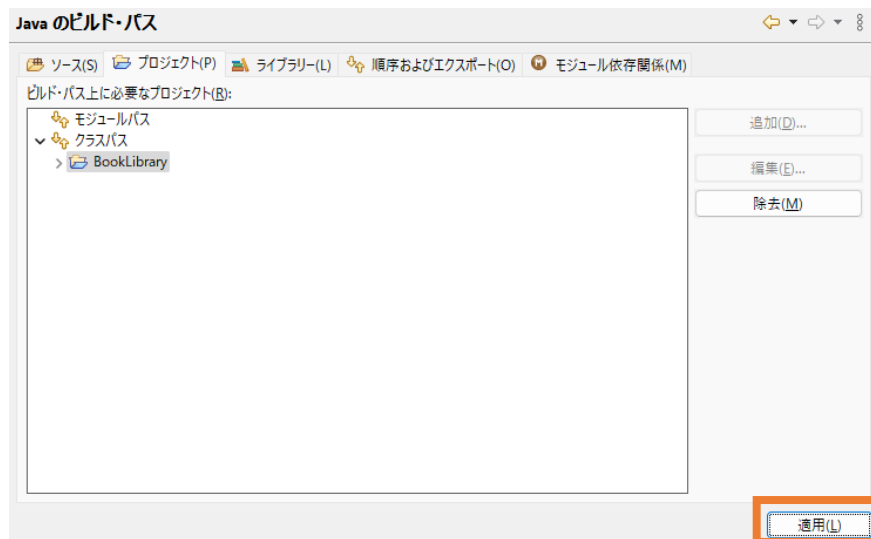 Java のビルド・パス
ソース(S) プロジェクト(P) ライブラリー(L) 順序およびエクスポート(O) モジュール依存関係(M)
ビルド・パス上に必要なプロジェクト(R):
モジュールパス
クラスパス
BookLibrary
追加(D)...
編集(E)...
除去(M)
適用(L)